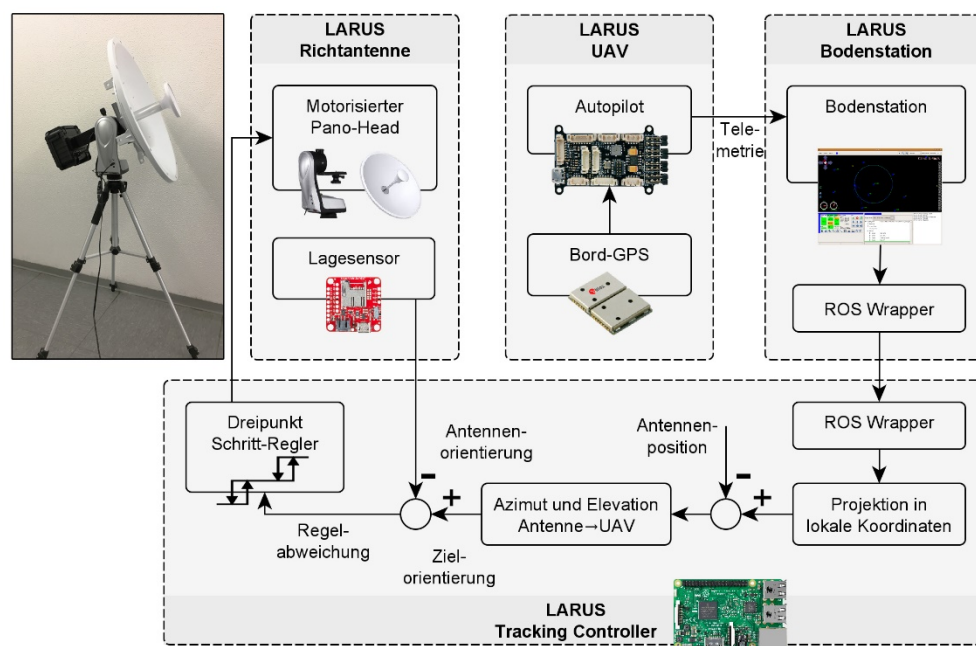 LARUS
Richtantenne
Motorisierter
Pano-Head
Lagesensor
LARUS
UAV
Autopilot
Bord-GPS
Tele-
metrie
LARUS
Bodenstation
Bodenstation
ROS Wrapper
ROS Wrapper
Projektion in
lokale Koordinaten
Antennen-
position
−
+
Azimut und Elevation
Antenne→UAV
Antennen-
orientierung
−
+
Ziel-
orientierung
Regel-
abweichung
Dreipunkt
Schritt-Regler
LARUS
Tracking Controller